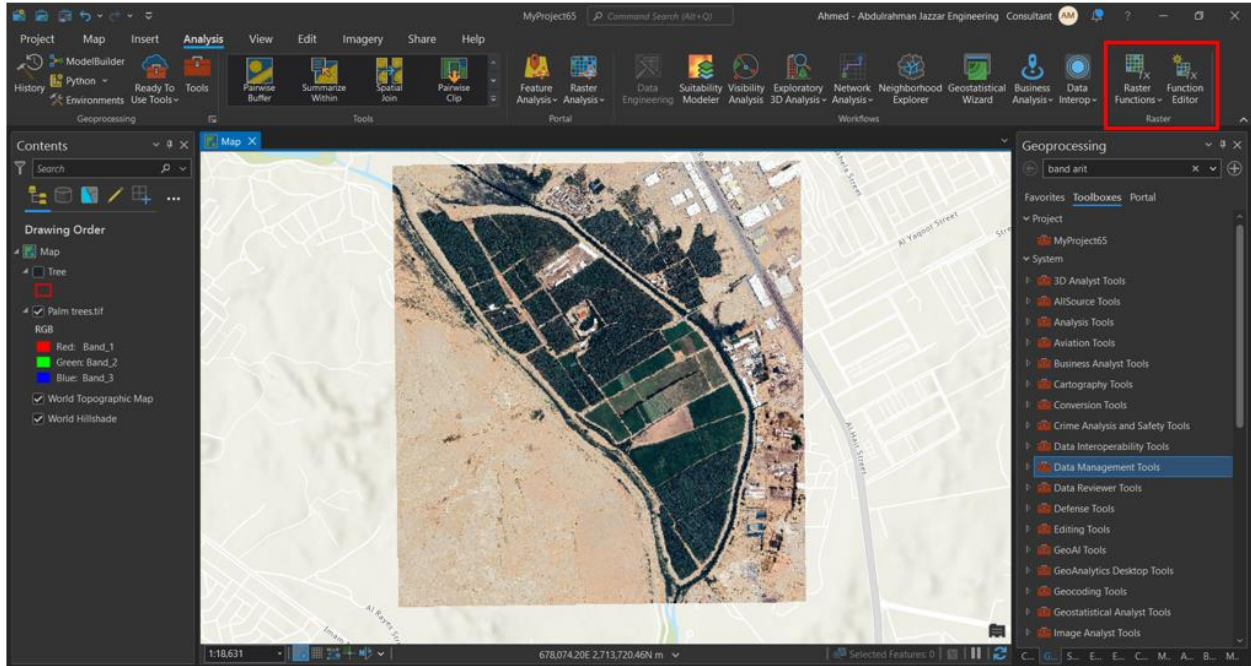 MyProject65
Command Search (Alt+Q)
Ahmed - Abdulrahman Jazzar Engineering Consultant
AM
?
Project Map Insert Analysis View Edit Imagery Share Help
History
ModelBuilder
Python
Environments
Ready To
Use Tools
Tools
Geoprocessing
Pairwise
Buffer
Summarize
Within
Spatial
Join
Pairwise
Clip
Tools
Feature
Analysis
Raster
Analysis
Portal
Data
Engineering
Suitability
Modeler
Visibility
Analysis
Exploratory
3D Analysis
Network
Analysis
Neighborhood
Explorer
Geostatistical
Wizard
Business
Analysis
Data
Interop
Workflows
Raster
Functions
Function
Editor
Raster
Contents
Search
Drawing Order
Map
Tree
Palm trees.tif
RGB
Red: Band_1
Green: Band_2
Blue: Band_3
World Topographic Map
World Hillshade
Map
Street
Al Yaqoot Street
Al Hair Street
Al Rayes
Imam
1:18,631
678,074.20E 2,713,720.46N m
Selected Features: 0
Geoprocessing
band arit
Favorites Toolboxes Portal
Project
MyProject65
System
3D Analyst Tools
AllSource Tools
Analysis Tools
Aviation Tools
Business Analyst Tools
Cartography Tools
Conversion Tools
Crime Analysis and Safety Tools
Data Interoperability Tools
Data Management Tools
Data Reviewer Tools
Defense Tools
Editing Tools
GeoAI Tools
GeoAnalytics Desktop Tools
Geocoding Tools
Geostatistical Analyst Tools
Image Analyst Tools
C... G... S... E... E... C... M... A... B... M...